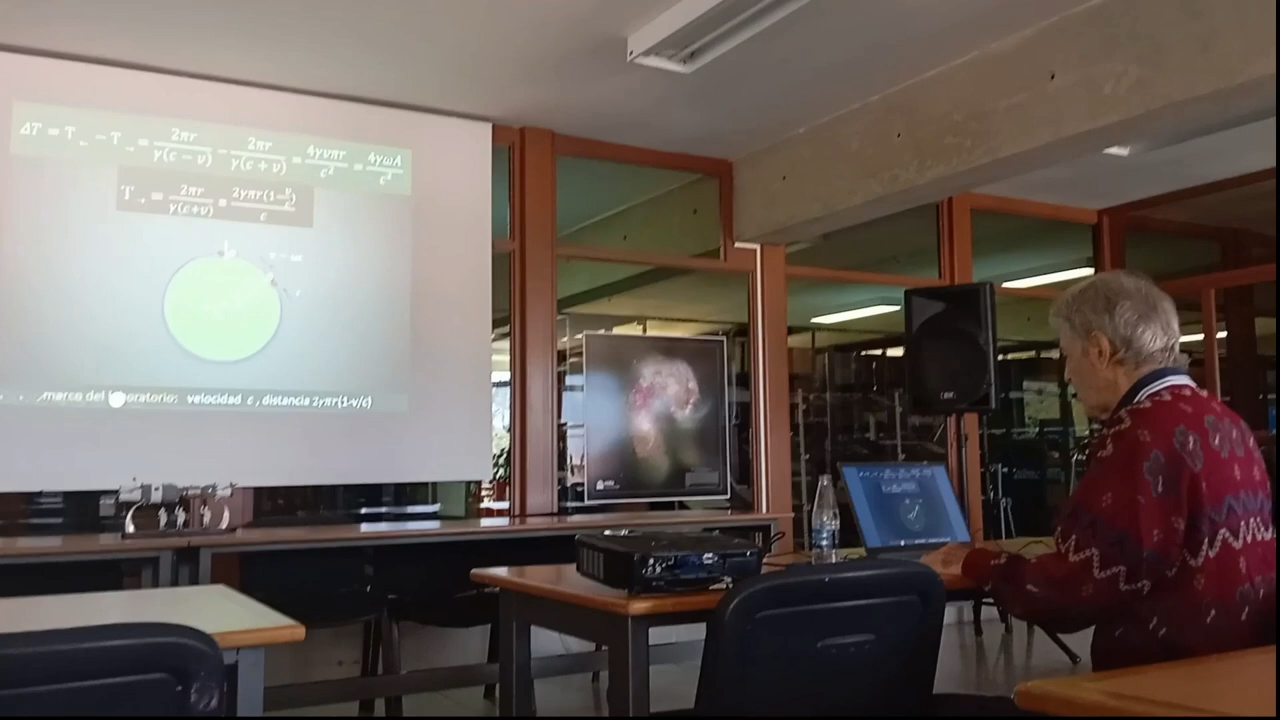 ΔT = T← − T→ = 2πr/γ(c − v) − 2πr/γ(c + v) = 4γvπr/c² = 4γωA/c²
T→ = 2πr/γ(c+v) = 2γπr(1−v/c)/c
marco del laboratorio: velocidad c , distancia 2γπr(1-v/c)